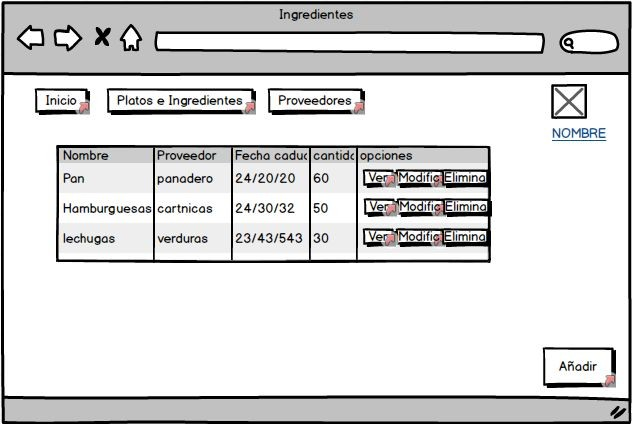 Ingredientes
Inicio Platos e Ingredientes Proveedores
NOMBRE
Nombre Proveedor Fecha caduc cantida opciones
Pan panadero 24/20/20 60 Ver Modific Elimina
Hamburguesas cartnicas 24/30/32 50 Ver Modific Elimina
lechugas verduras 23/43/543 30 Ver Modific Elimina
Añadir